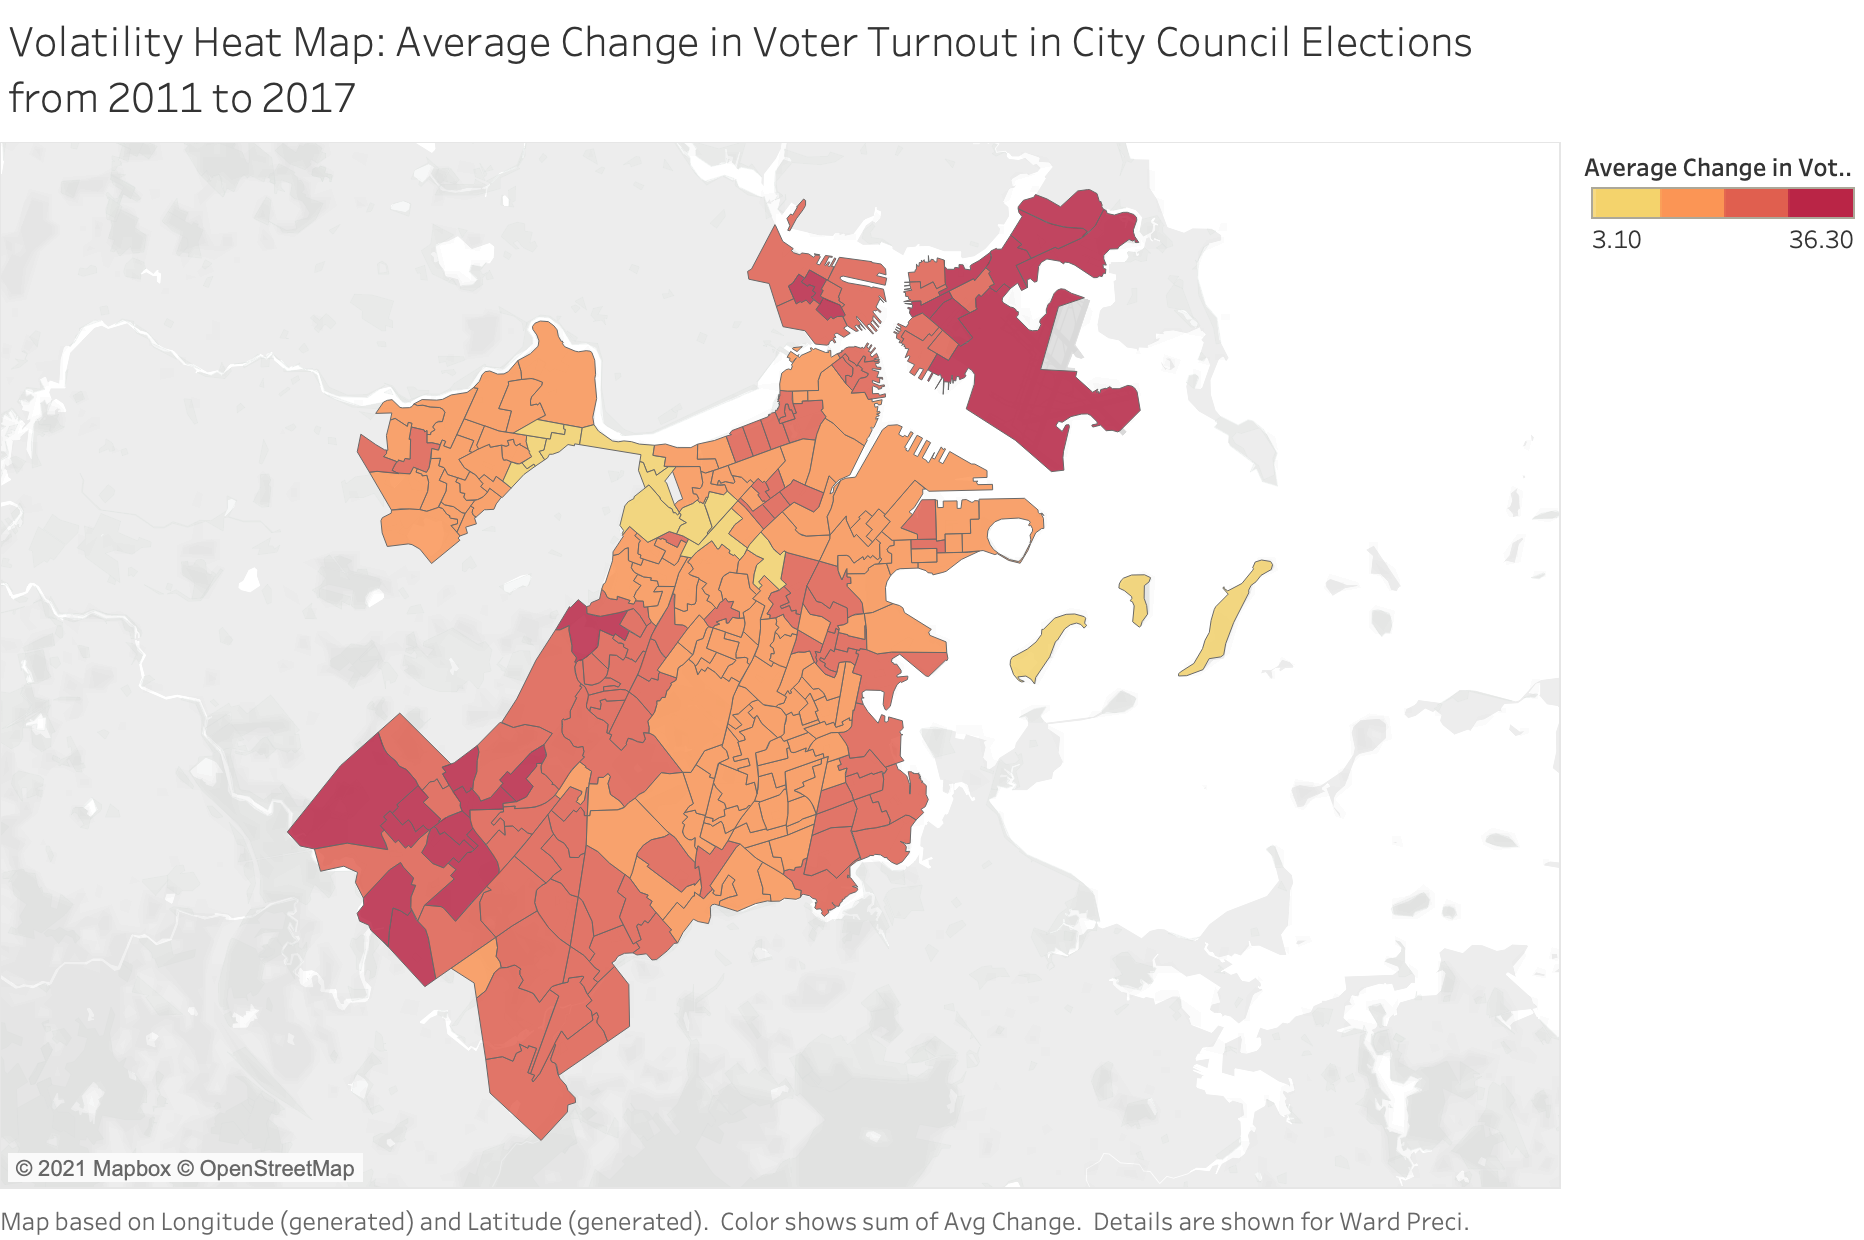 Volatility Heat Map: Average Change in Voter Turnout in City Council Elections
from 2011 to 2017
Average Change in Vot..
3.10 36.30
© 2021 Mapbox © OpenStreetMap
Map based on Longitude (generated) and Latitude (generated). Color shows sum of Avg Change. Details are shown for Ward Preci.